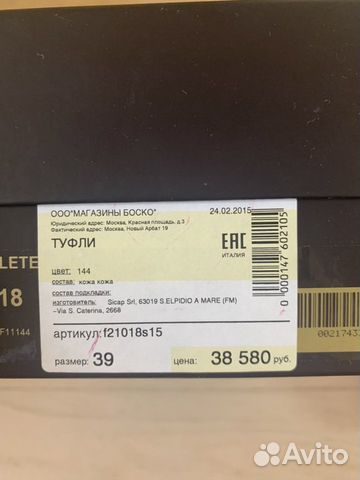 ООО"МАГАЗИНЫ БОСКО"
24.02.2015
Юридический адрес: Москва, Красная площадь, д.3
Фактический адрес: Москва, Новый Арбат 19
ТУФЛИ
EAC
ИТАЛИЯ
цвет: 144
состав: кожа кожа
состав подкладки:
изготовитель: Sicap Srl, 63019 S.ELPIDIO A MARE (FM)
-Via S. Caterina, 2668
артикул:f21018s15
размер: 39
цена: 38 580 руб.
0 000147 602105
LETE
18
F11144
002174
Avito